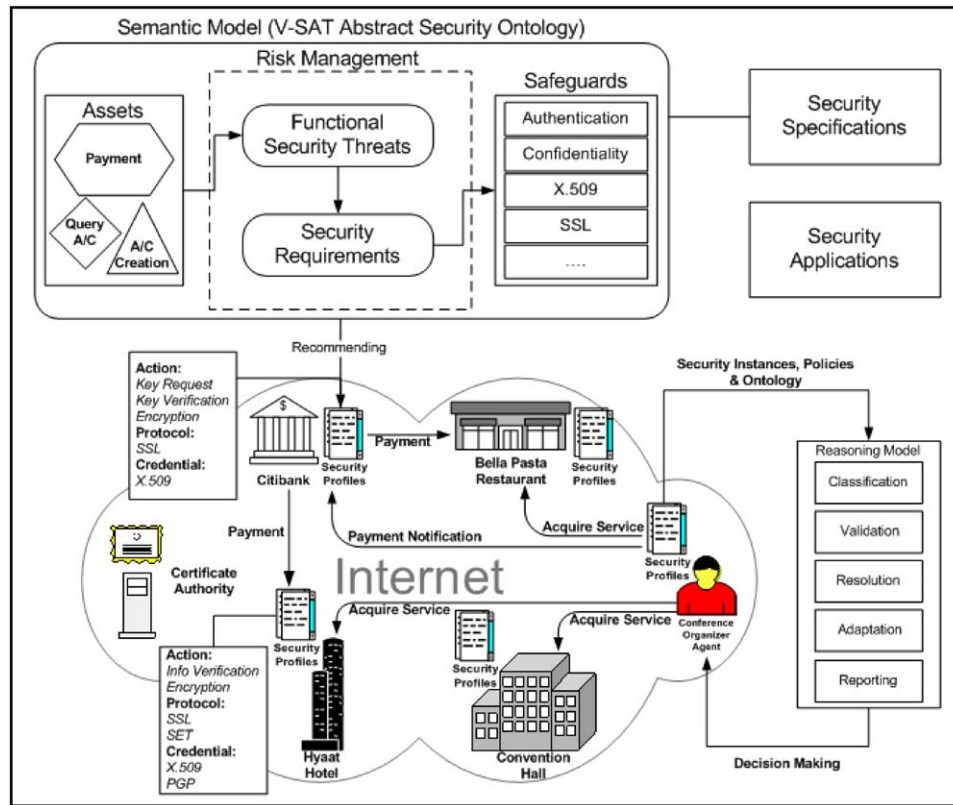 Semantic Model (V-SAT Abstract Security Ontology)
Risk Management
Assets
Payment
Query
A/C
A/C
Creation
Functional
Security Threats
Security
Requirements
Safeguards
Authentication
Confidentiality
X.509
SSL
....
Security
Specifications
Security
Applications
Recommending
Action:
Key Request
Key Verification
Encryption
Protocol:
SSL
Credential:
X.509
$
Citibank
Security
Profiles
Payment
Bella Pasta
Restaurant
Security
Profiles
Security Instances, Policies
& Ontology
Reasoning Model
Classification
Validation
Resolution
Adaptation
Reporting
Payment
Payment Notification
Acquire Service
Security
Profiles
Internet
Certificate
Authority
Acquire Service
Acquire Service
Conference
Organizer
Agent
Security
Profiles
Security
Profiles
Action:
Info Verification
Encryption
Protocol:
SSL
SET
Credential:
X.509
PGP
Hyaat
Hotel
Convention
Hall
Decision Making